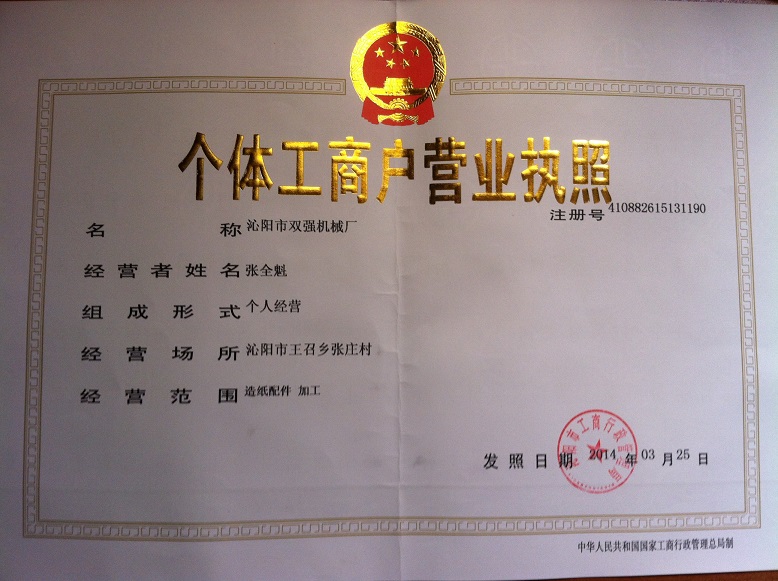 个体工商户营业执照
注册号 410882615131190
名称 沁阳市双强机械厂
经营者姓名 张全魁
组成形式 个人经营
经营场所 沁阳市王召乡张庄村
经营范围 造纸配件 加工
发照日期 2014 年 03 月 25 日
中华人民共和国国家工商行政管理总局制